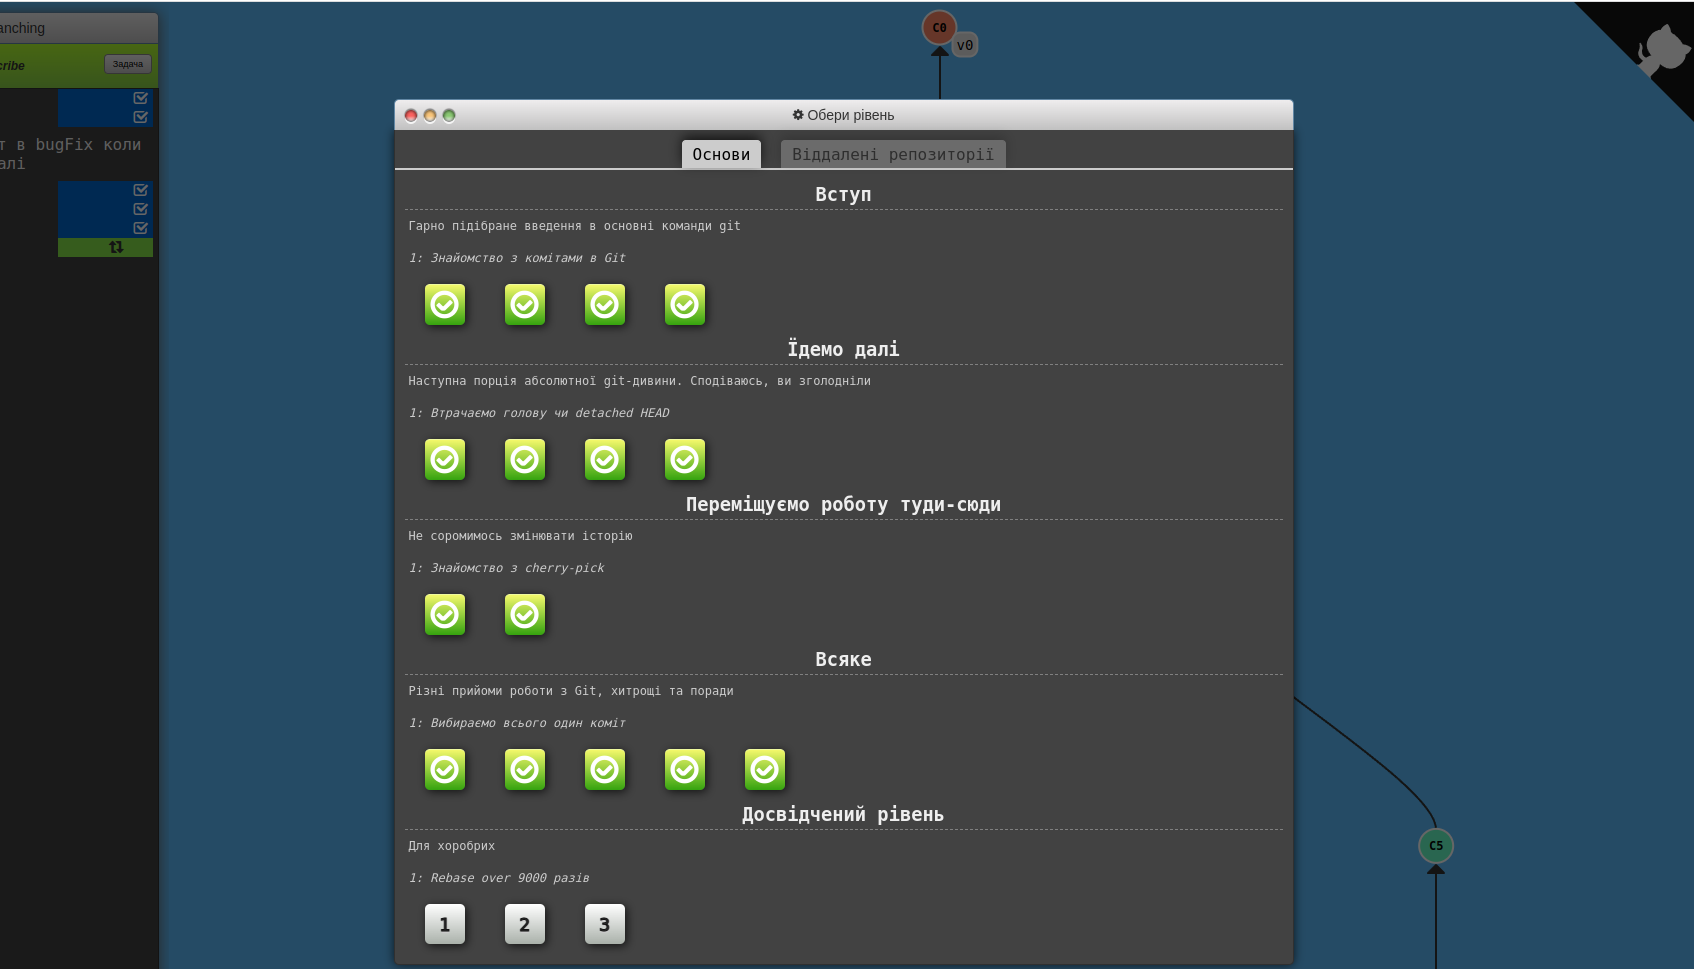 anching
cribe
Задача
т в bugFix коли
алі
C0
v0
Обери рівень
Основи
Віддалені репозиторії
Вступ
Гарно підібране введення в основні команди git
1: Знайомство з комітами в Git
Їдемо далі
Наступна порція абсолютної git-дивини. Сподіваюсь, ви зголодніли
1: Втрачаємо голову чи detached HEAD
Переміщуємо роботу туди-сюди
Не соромимось змінювати історію
1: Знайомство з cherry-pick
Всяке
Різні прийоми роботи з Git, хитрощі та поради
1: Вибираємо всього один коміт
Досвідчений рівень
Для хоробрих
1: Rebase over 9000 разів
1 2 3
C5